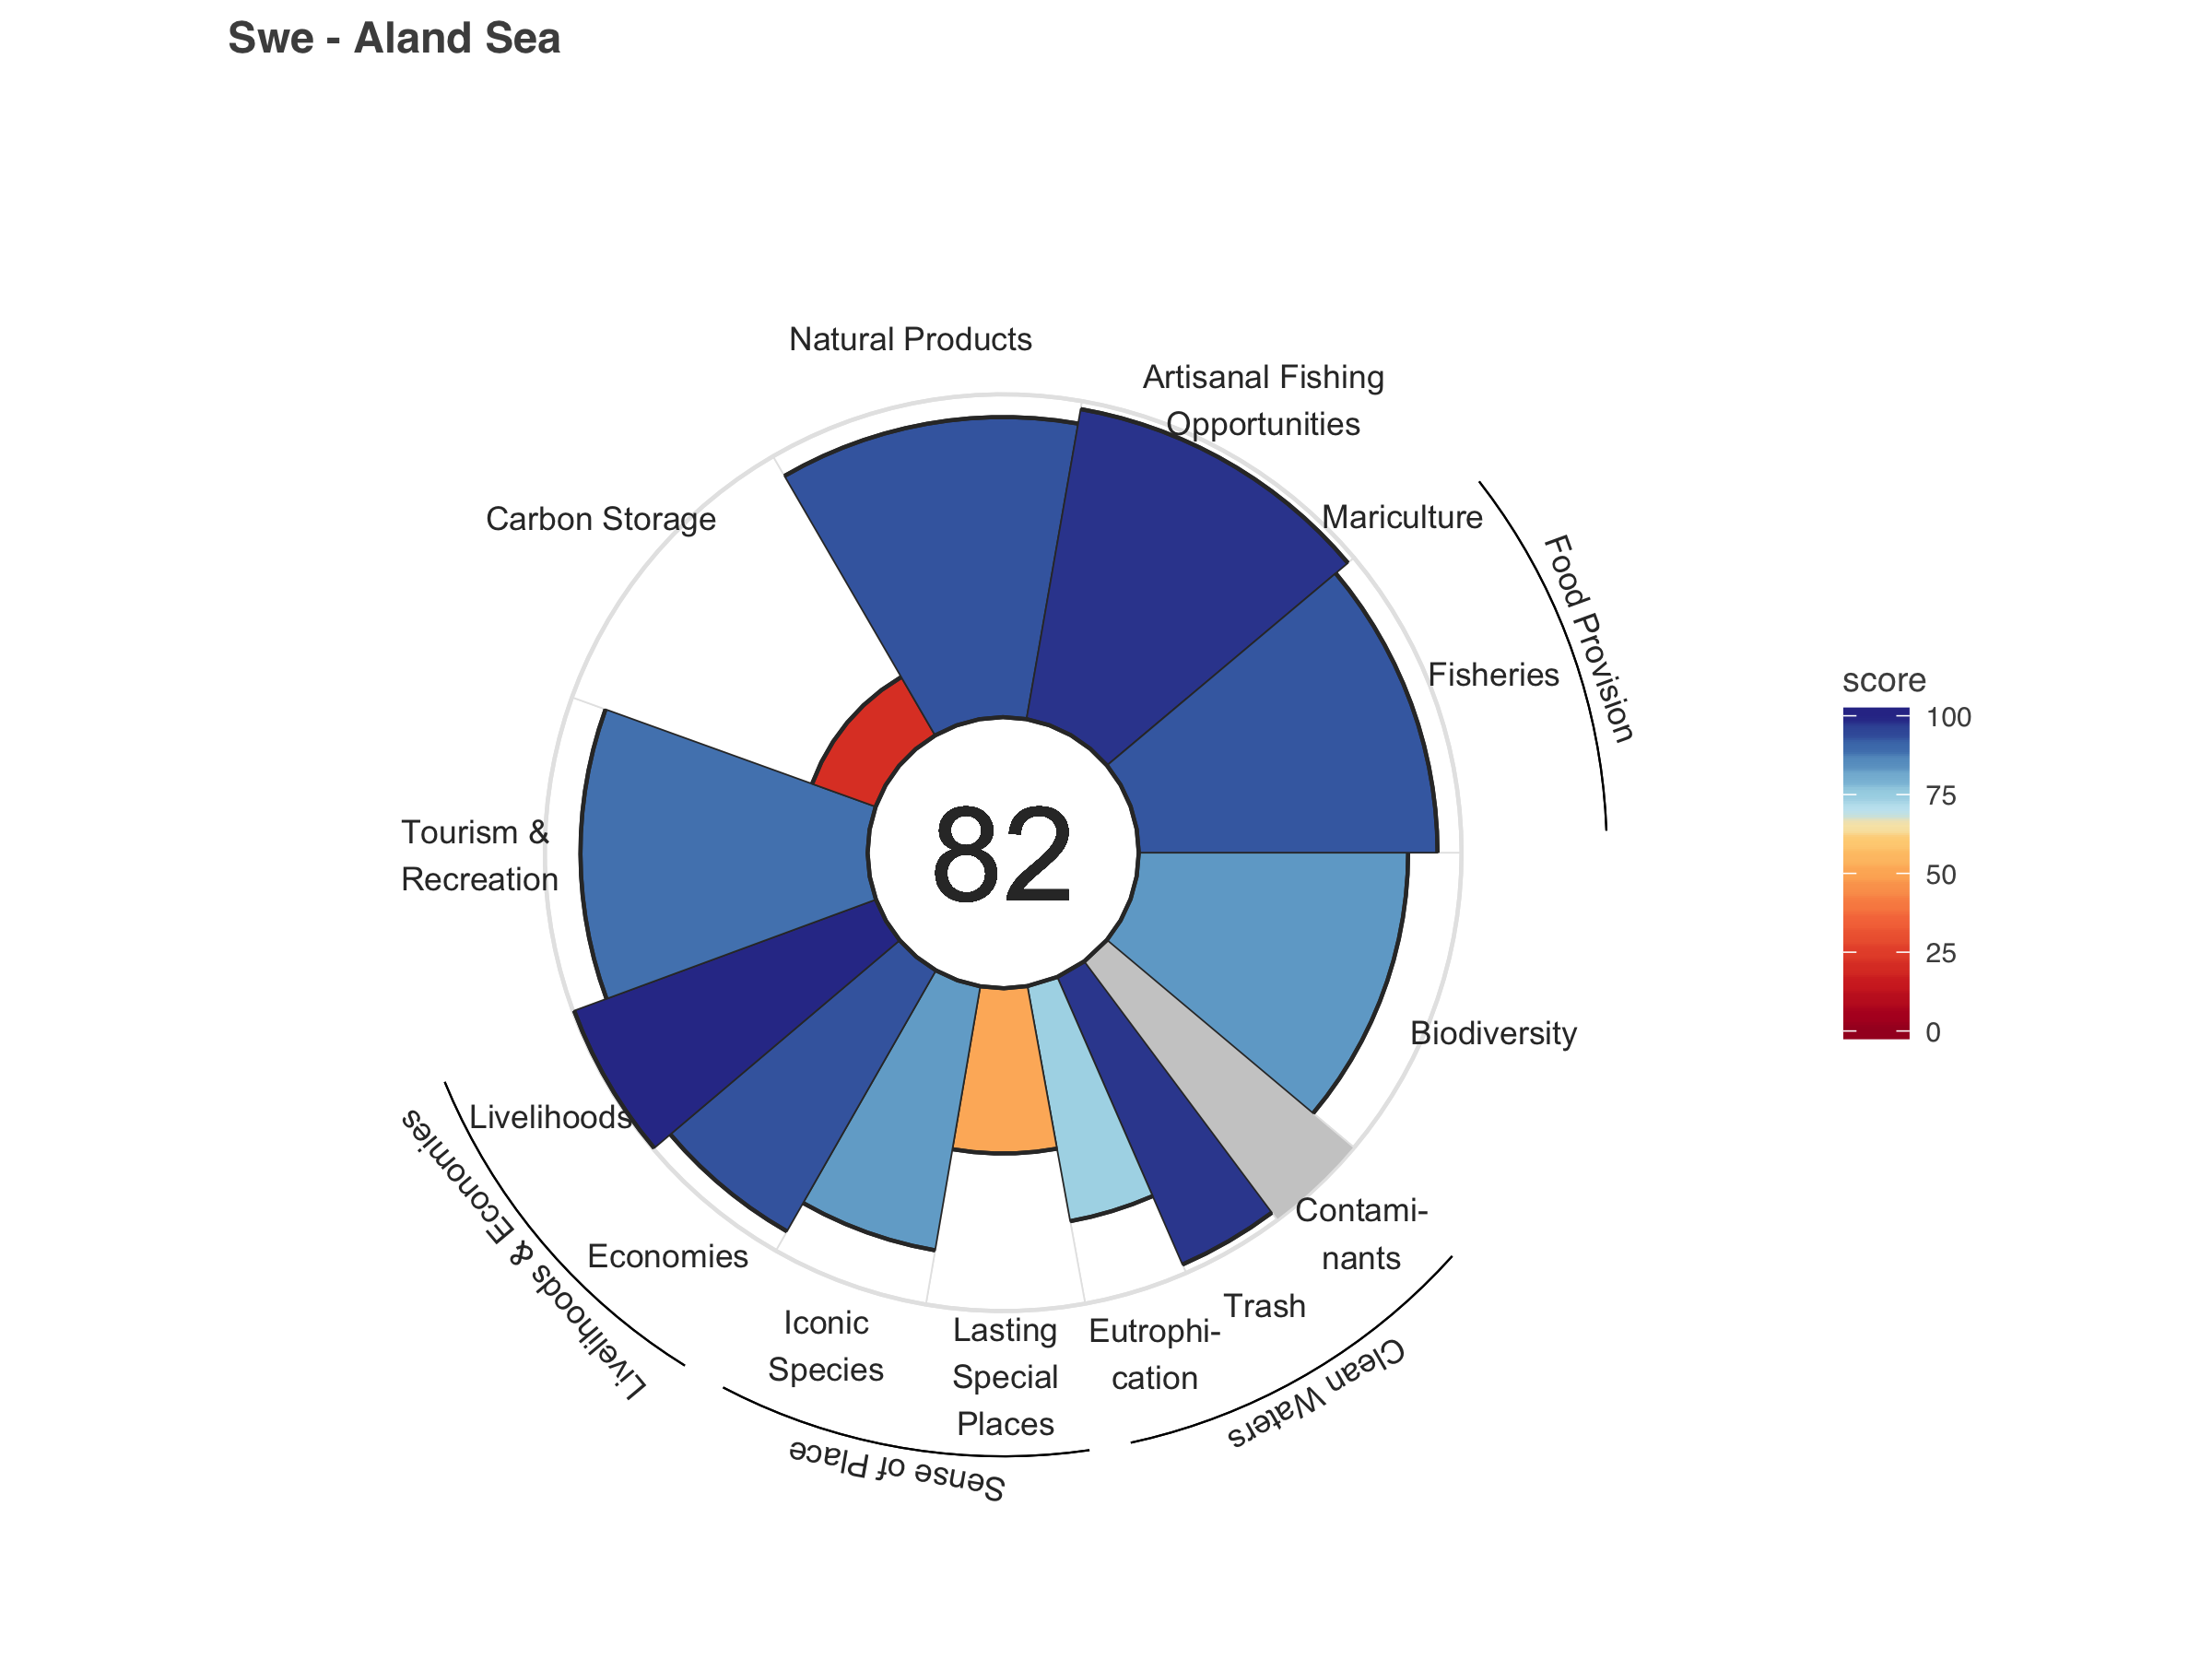 Swe - Aland Sea
Natural Products
Artisanal Fishing
Opportunities
Carbon Storage
Mariculture
Food Provision
Fisheries
score
100
75
50
25
0
82
Tourism &
Recreation
Biodiversity
Livelihoods
Livelihoods & Economies
Economies
Contami-
nants
Trash
Clean Waters
Iconic
Species
Lasting
Special
Places
Eutrophi-
cation
Sense of Place